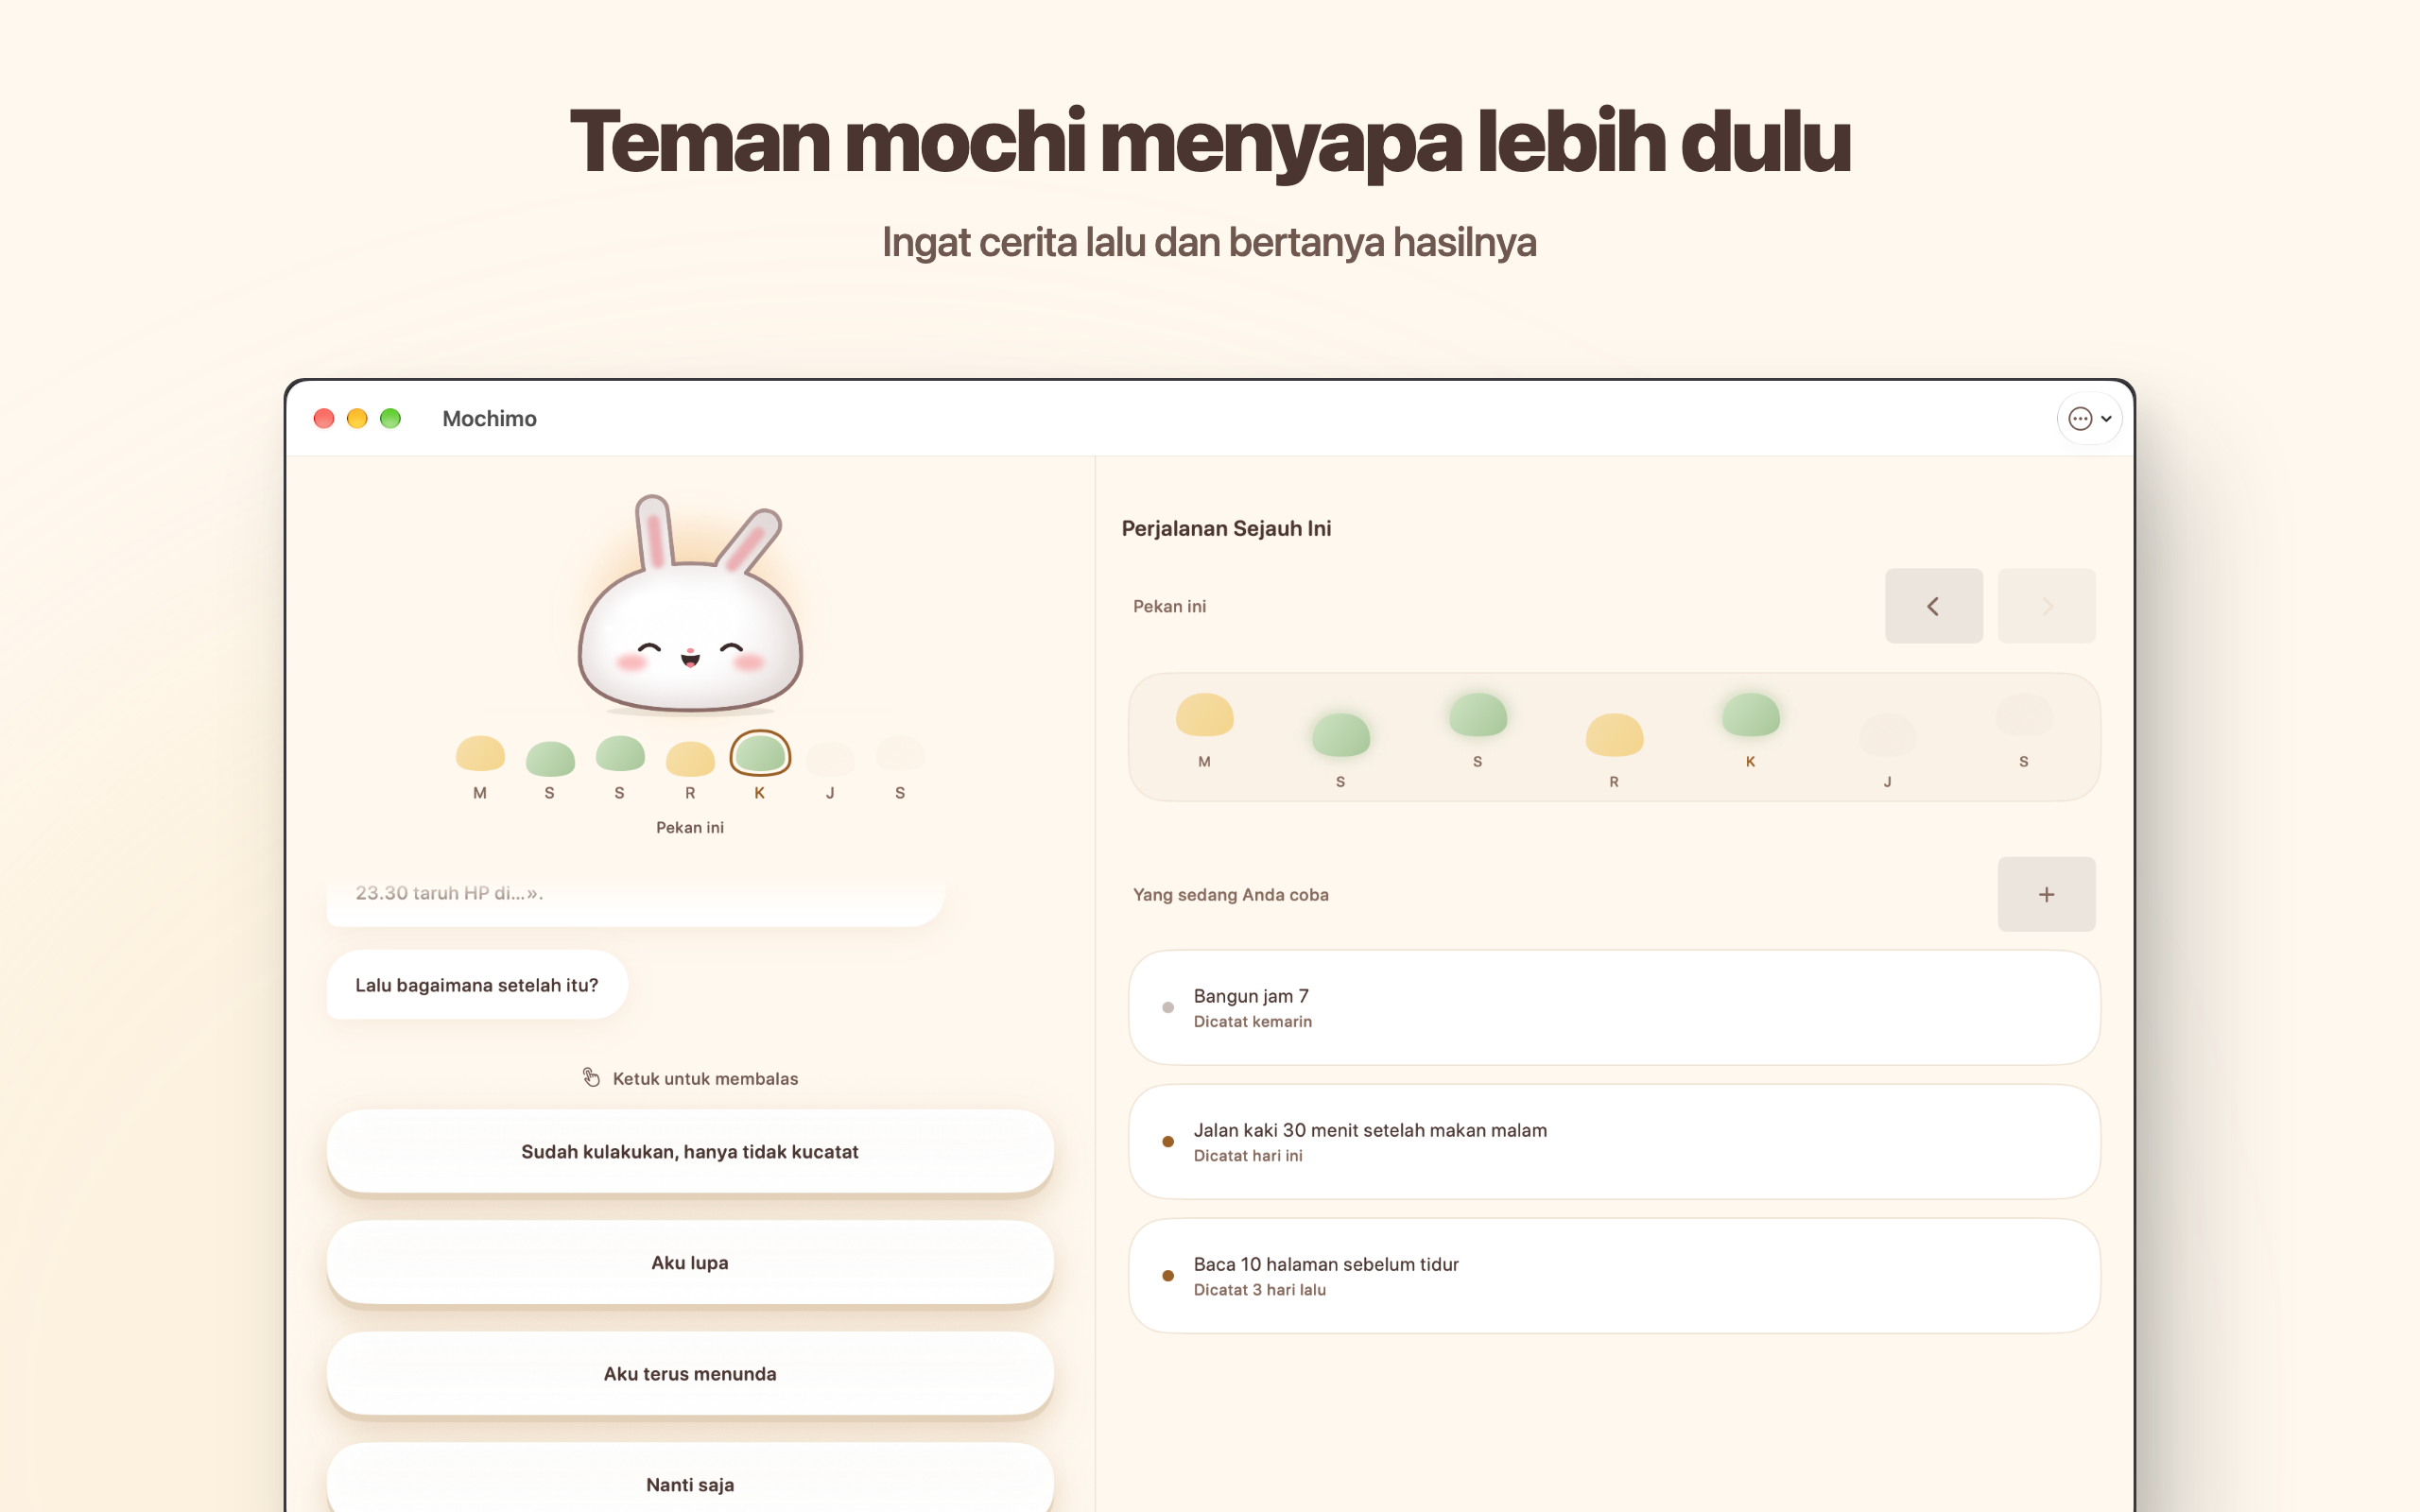 Teman mochi menyapa lebih dulu
Ingat cerita lalu dan bertanya hasilnya
Mochimo
M S S R K J S
Pekan ini
23.30 taruh HP di...».
Lalu bagaimana setelah itu?
Ketuk untuk membalas
Sudah kulakukan, hanya tidak kucatat
Aku lupa
Aku terus menunda
Nanti saja
Perjalanan Sejauh Ini
Pekan ini
M S S R K J S
Yang sedang Anda coba
Bangun jam 7
Dicatat kemarin
Jalan kaki 30 menit setelah makan malam
Dicatat hari ini
Baca 10 halaman sebelum tidur
Dicatat 3 hari lalu